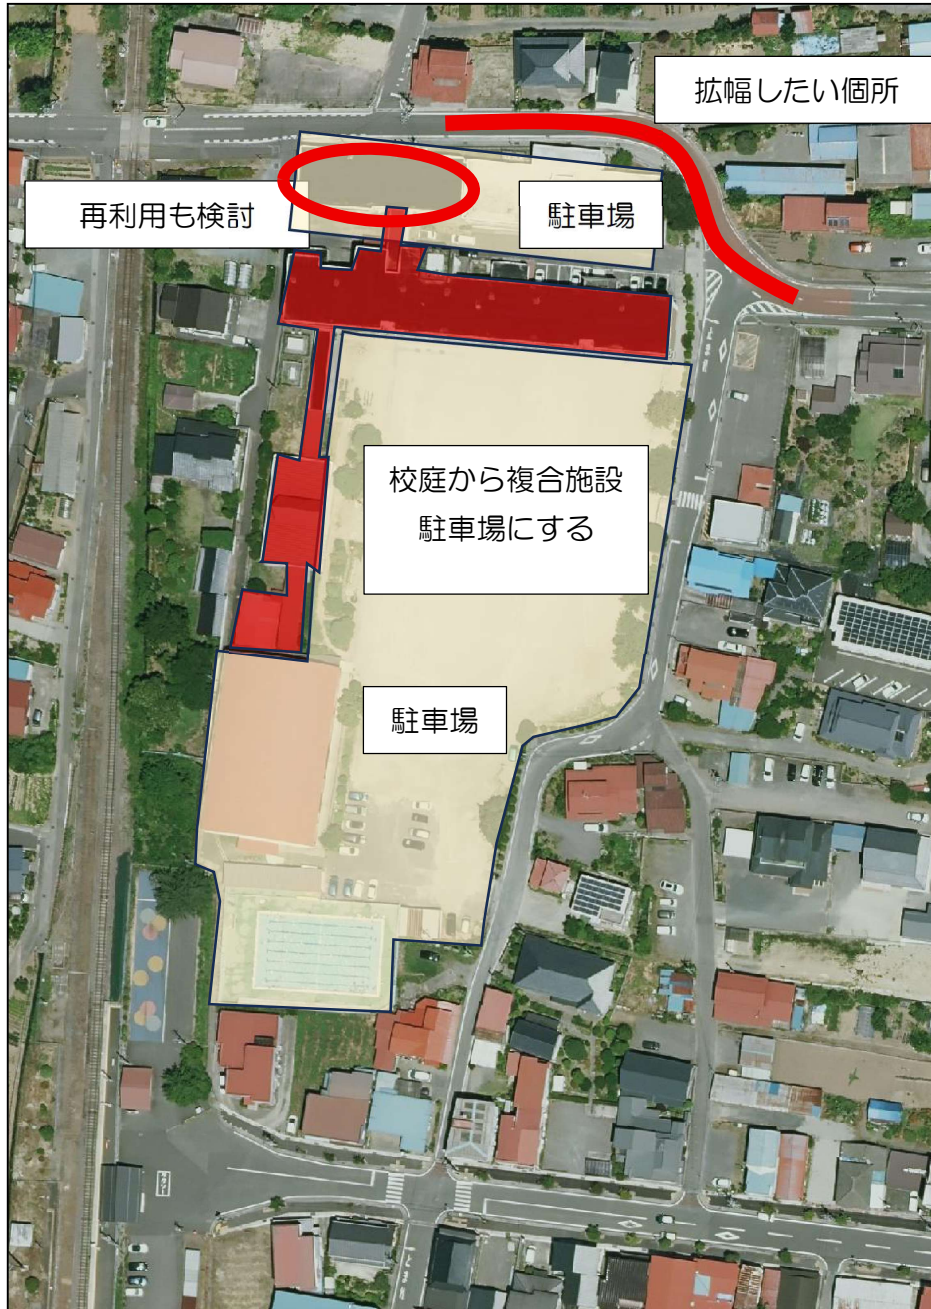 拡幅したい個所
再利用も検討
駐車場
校庭から複合施設
駐車場にする
駐車場